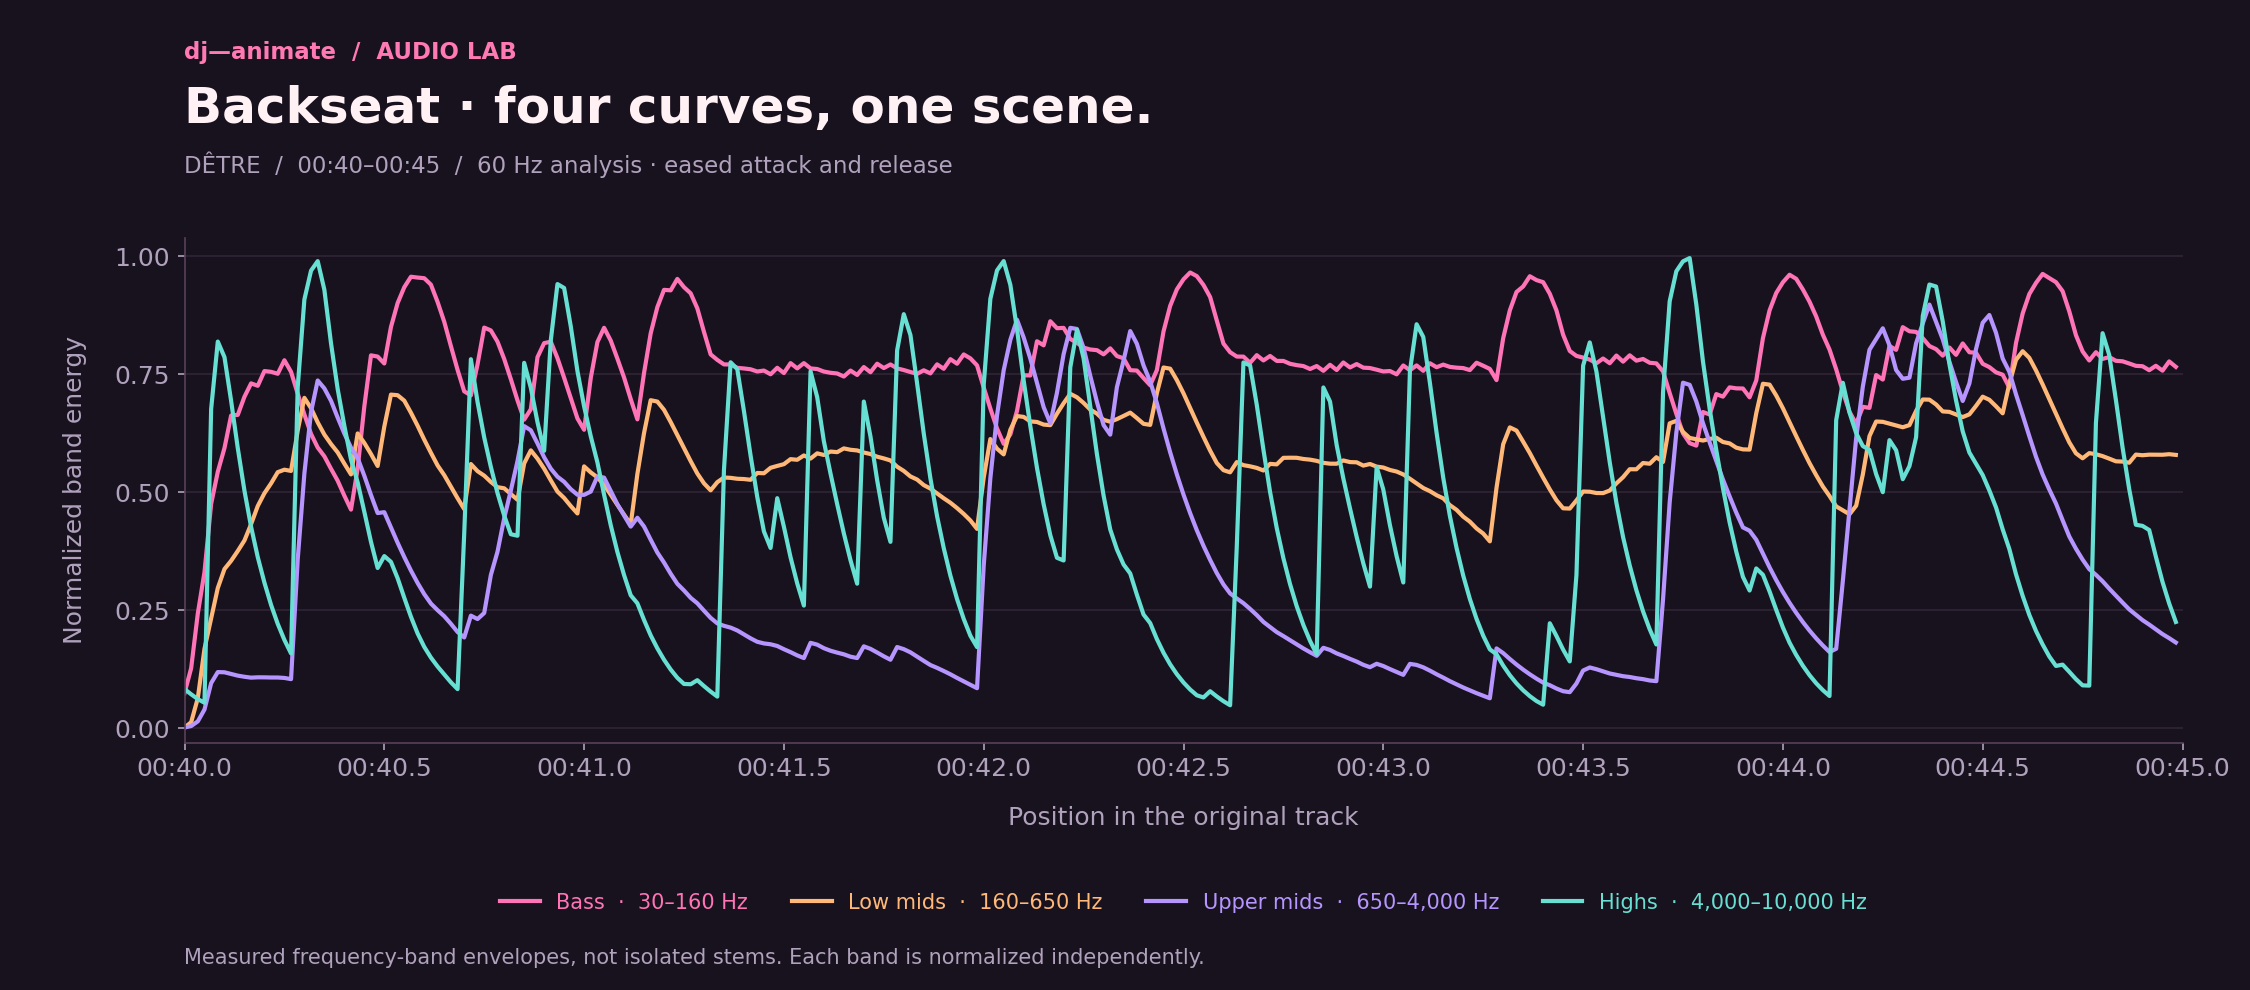 dj—animate / AUDIO LAB
Backseat · four curves, one scene.
DÊTRE / 00:40–00:45 / 60 Hz analysis · eased attack and release
Normalized band energy
1.00
0.75
0.50
0.25
0.00
00:40.0 00:40.5 00:41.0 00:41.5 00:42.0 00:42.5 00:43.0 00:43.5 00:44.0 00:44.5 00:45.0
Position in the original track
Bass · 30–160 Hz Low mids · 160–650 Hz Upper mids · 650–4,000 Hz Highs · 4,000–10,000 Hz
Measured frequency-band envelopes, not isolated stems. Each band is normalized independently.